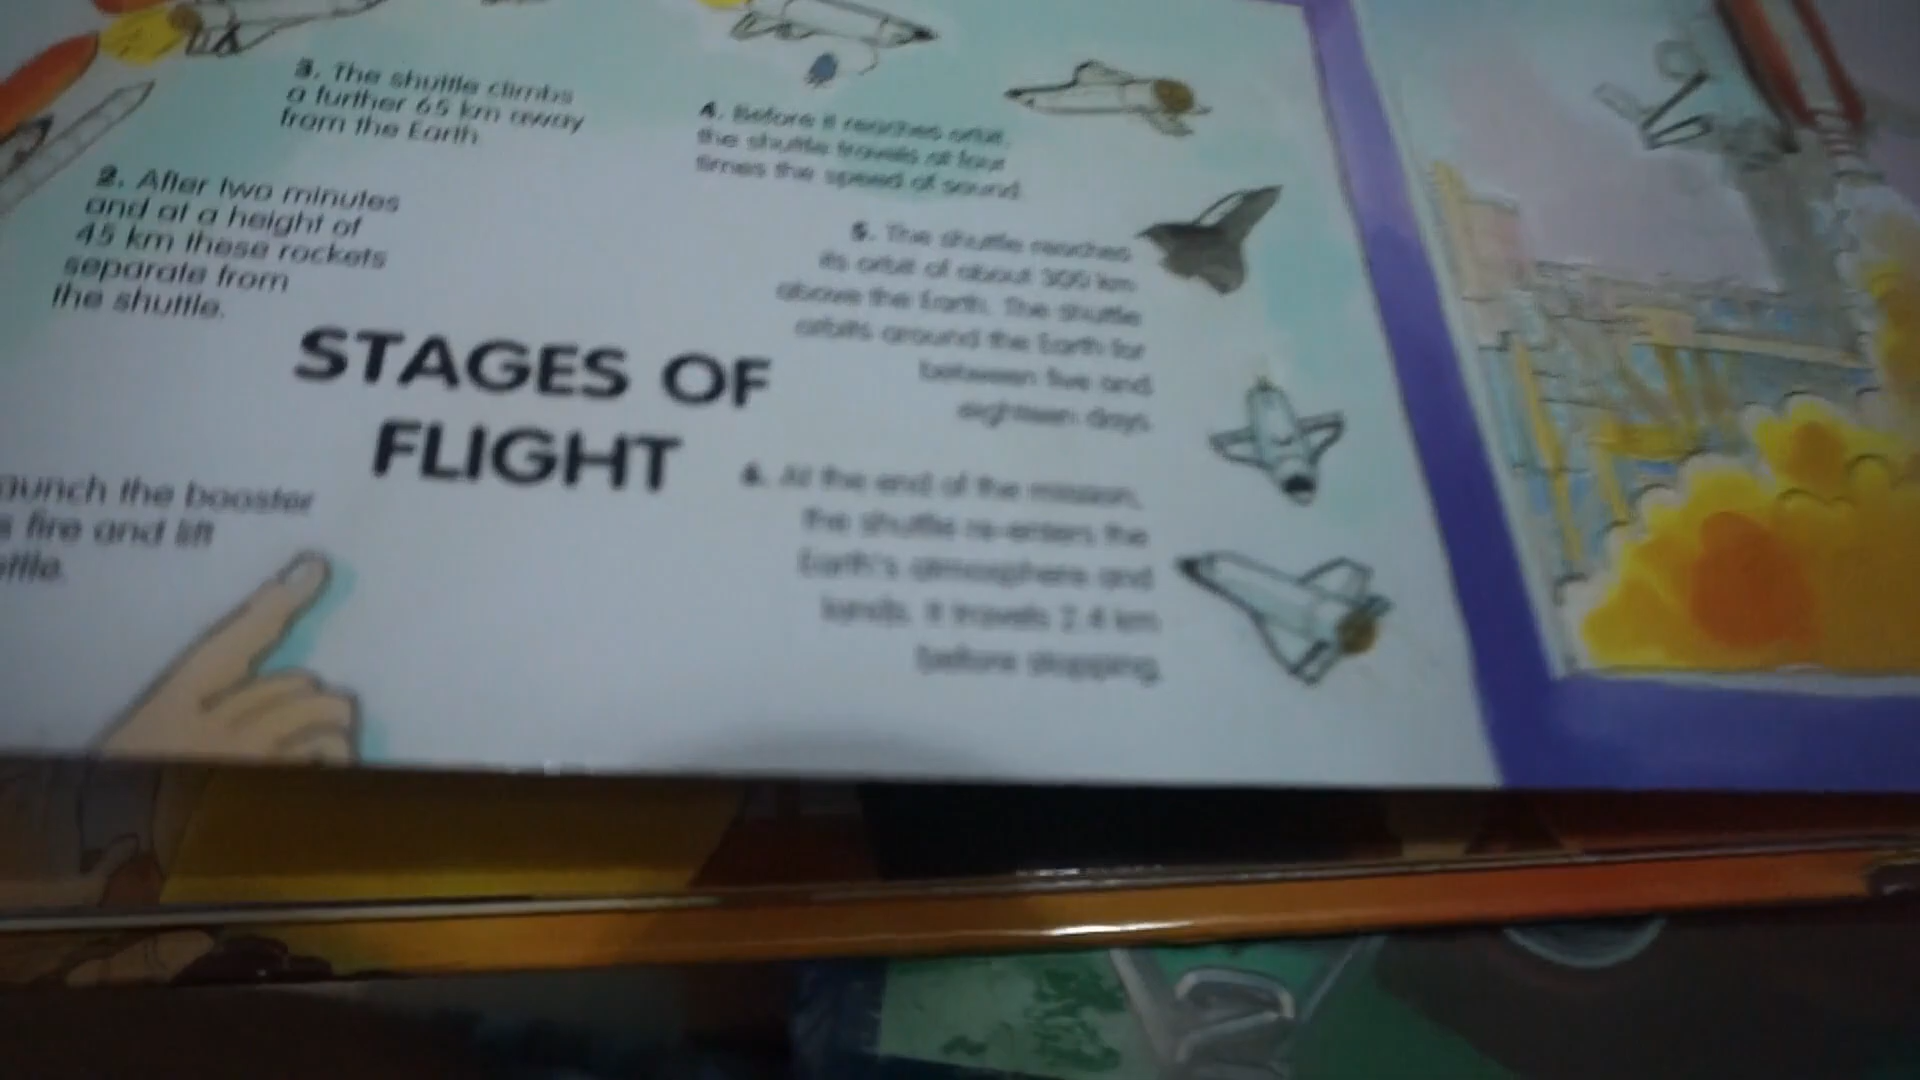 3. The shuttle climbs
a further 65 km away
from the Earth.
4. Before it reaches orbit,
the shuttle travels at four
times the speed of sound.
2. After two minutes
and at a height of
45 km these rockets
separate from
the shuttle.
5. The shuttle reaches
its orbit of about 300 km
above the Earth. The shuttle
orbits around the Earth for
between five and
eighteen days.
STAGES OF
FLIGHT
aunch the booster
s fire and lift
ttle.
6. At the end of the mission,
the shuttle re-enters the
Earth's atmosphere and
lands. It travels 2.4 km
before stopping.